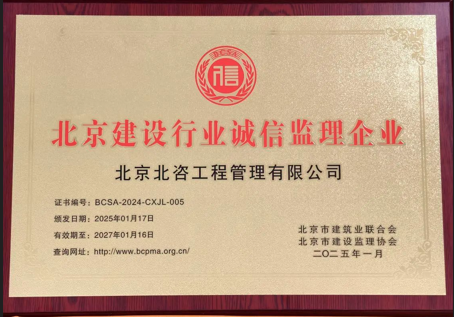 BCSA
信
北京建设行业诚信监理企业
北京北咨工程管理有限公司
证书编号：BCSA-2024-CXJL-005
颁发日期：2025年01月17日
有效期至：2027年01月16日
查询网址：http://www.bcpma.org.cn/
北京市建筑业联合会
北京市建设监理协会
二〇二五年一月